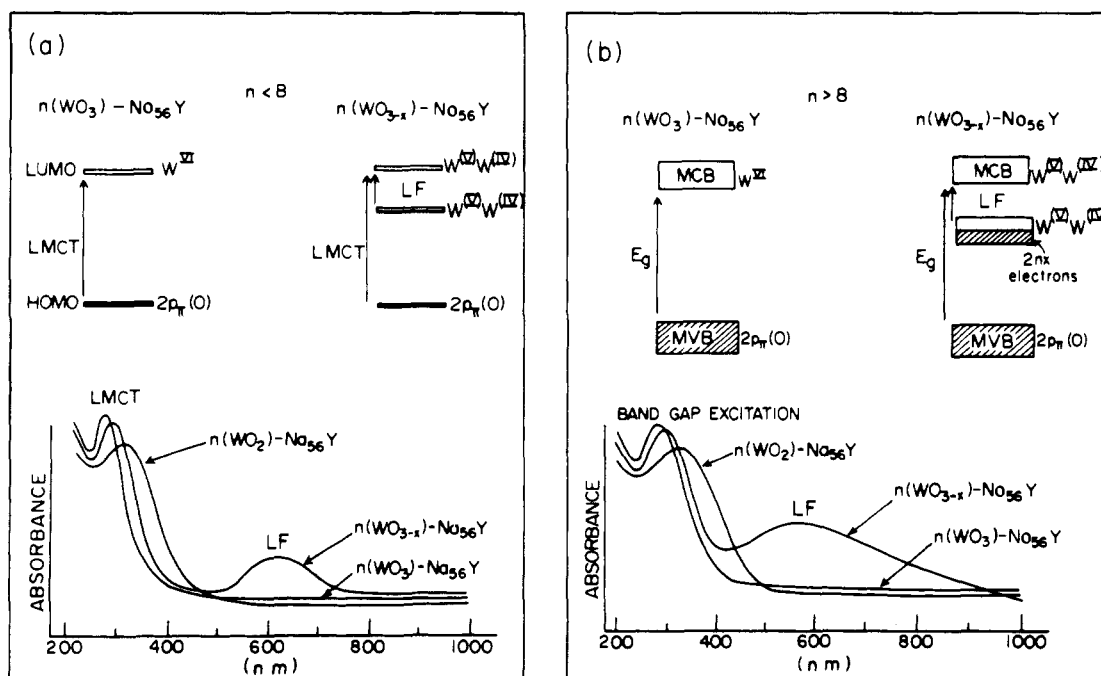 (a)
n < 8
n(WO3) – Na56Y
n(WO3-x) – Na56Y
LUMO
W^VI
W^(V) W^(IV)
LF
W^(V) W^(IV)
LMCT
LMCT
HOMO
2pπ(O)
2pπ(O)
LMCT
n(WO2)–Na56Y
LF
n(WO3-x)–Na56Y
n(WO3)–Na56Y
ABSORBANCE
200 400 600 800 1000
(nm)
(b)
n > 8
n(WO3) – Na56Y
n(WO3-x) – Na56Y
MCB
W^VI
MCB
W^(V) W^(IV)
LF
W^(V) W^(IV)
Eg
Eg
2nx
electrons
MVB
2pπ(O)
MVB
2pπ(O)
BAND GAP EXCITATION
n(WO2)–Na56Y
n(WO3-x)–Na56Y
LF
n(WO3)–Na56Y
ABSORBANCE
200 400 600 800 1000
(nm)